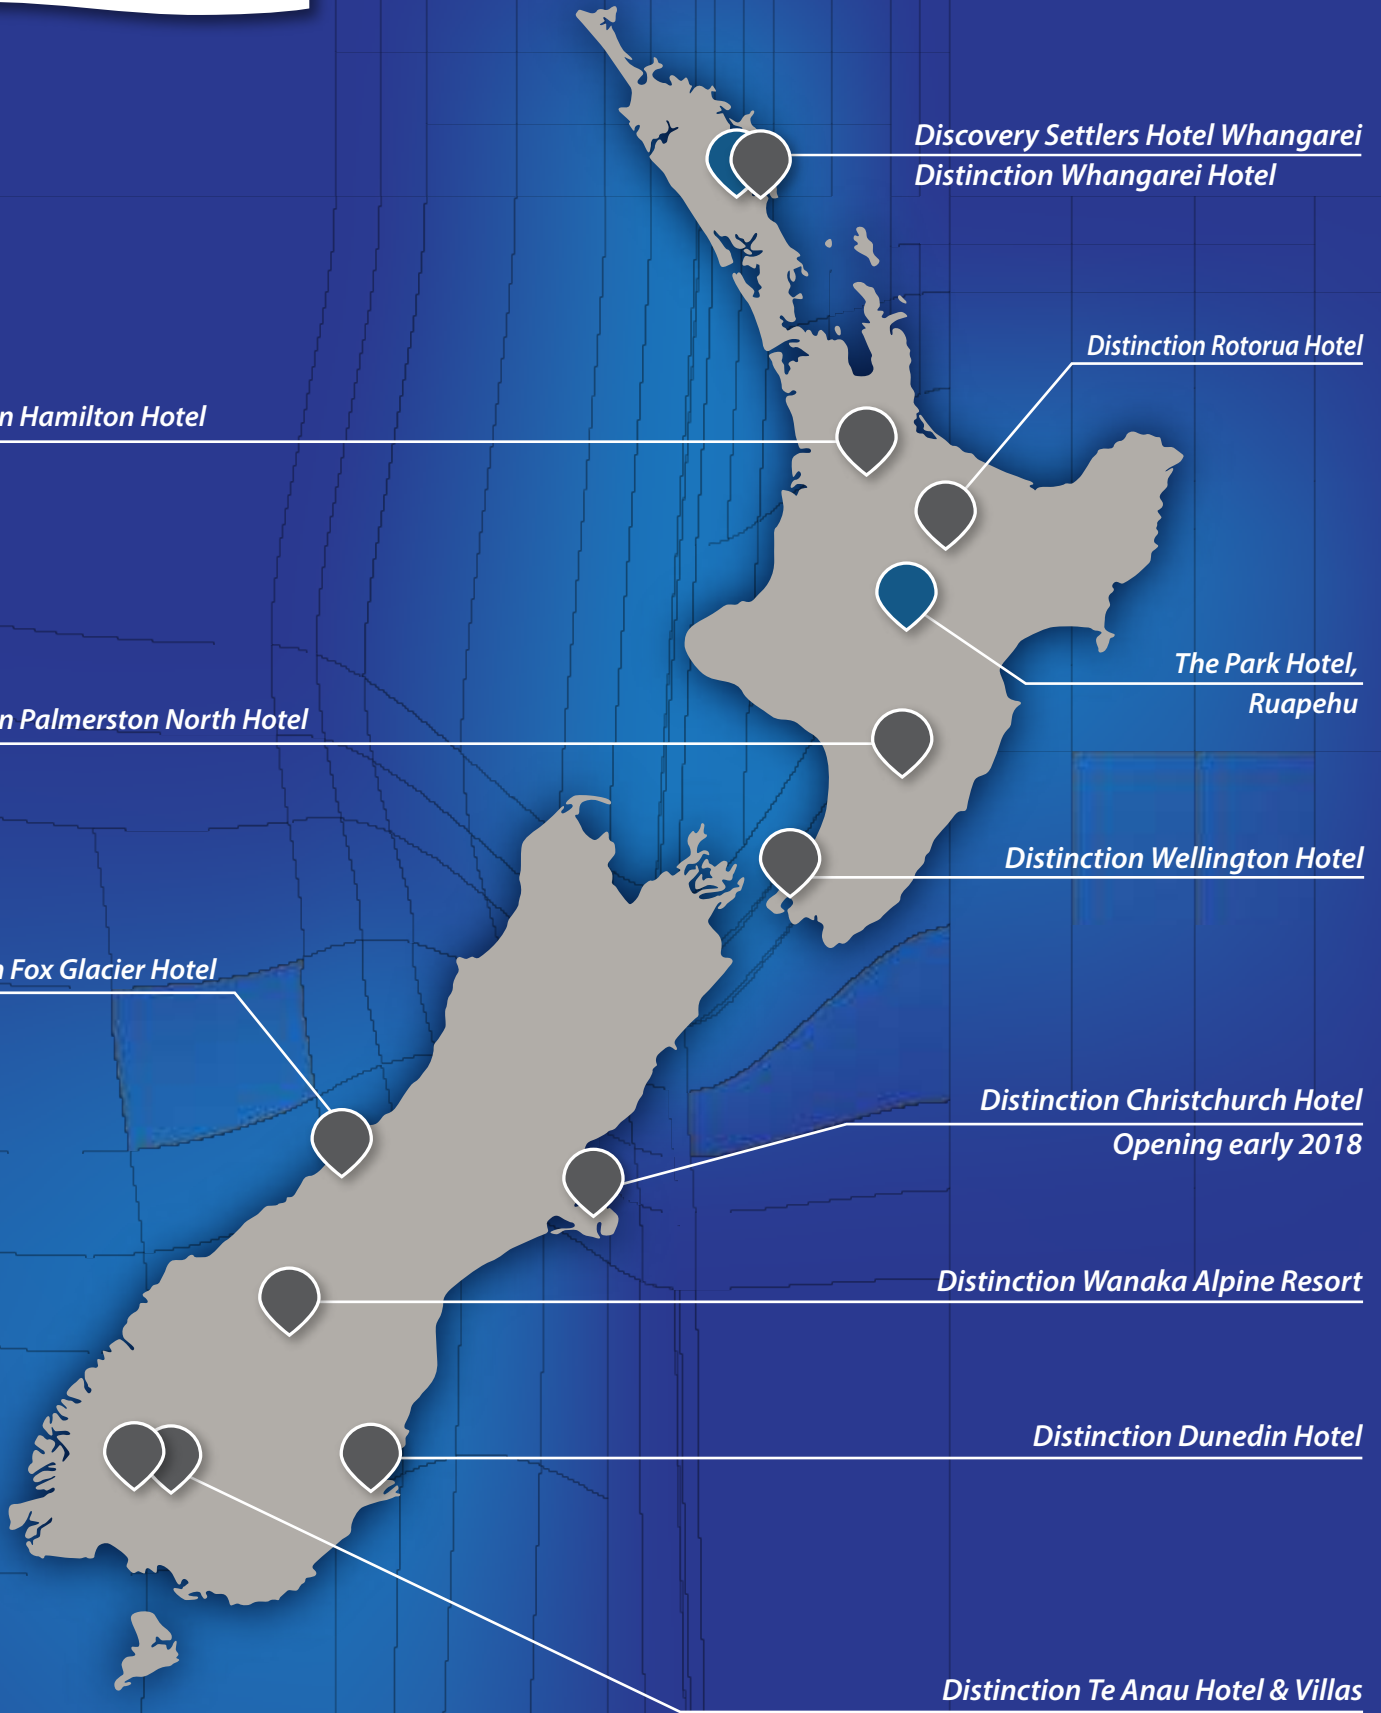 Discovery Settlers Hotel Whangarei
Distinction Whangarei Hotel
Distinction Rotorua Hotel
n Hamilton Hotel
The Park Hotel,
Ruapehu
n Palmerston North Hotel
Distinction Wellington Hotel
n Fox Glacier Hotel
Distinction Christchurch Hotel
Opening early 2018
Distinction Wanaka Alpine Resort
Distinction Dunedin Hotel
Distinction Te Anau Hotel & Villas